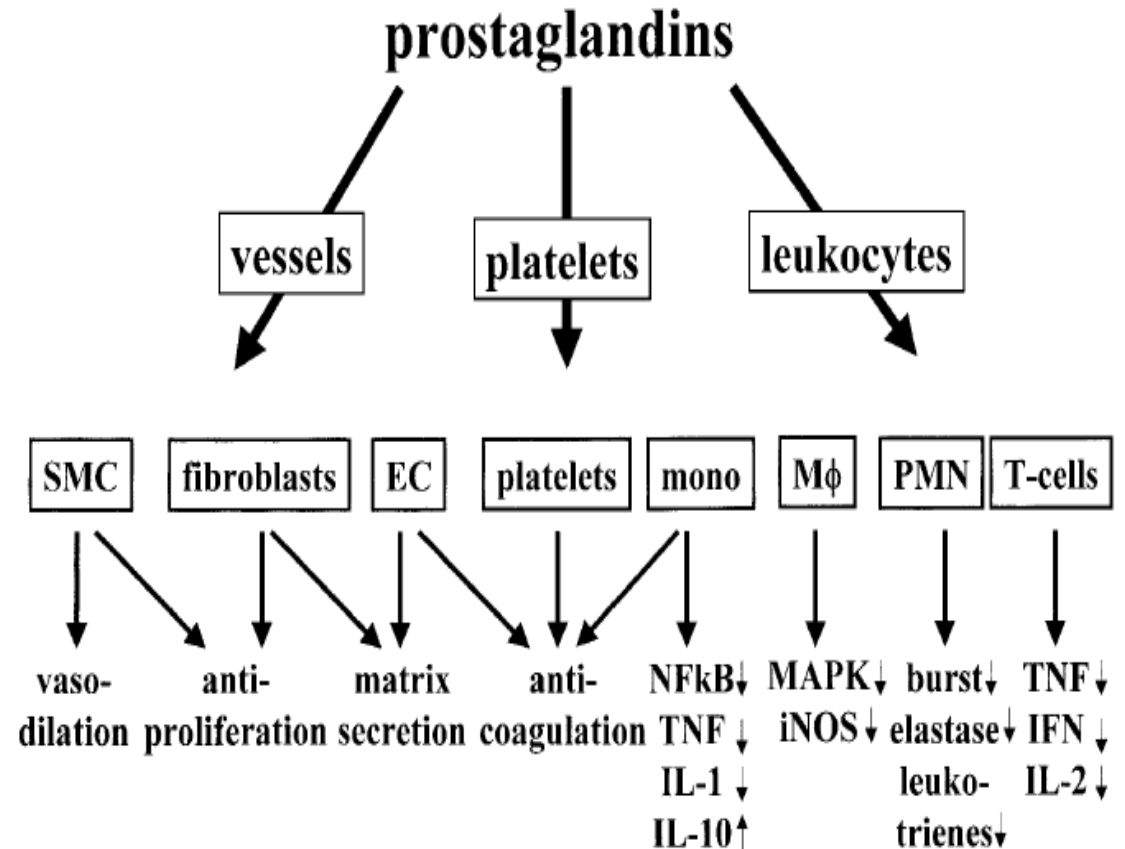 prostaglandins
vessels platelets leukocytes
SMC fibroblasts EC platelets mono Mϕ PMN T-cells
vaso- anti- matrix anti- NFkB↓ MAPK↓ burst↓ TNF↓
dilation proliferation secretion coagulation TNF↓ iNOS↓ elastase↓ IFN↓
IL-1↓ leuko- IL-2↓
IL-10↑ trienes↓